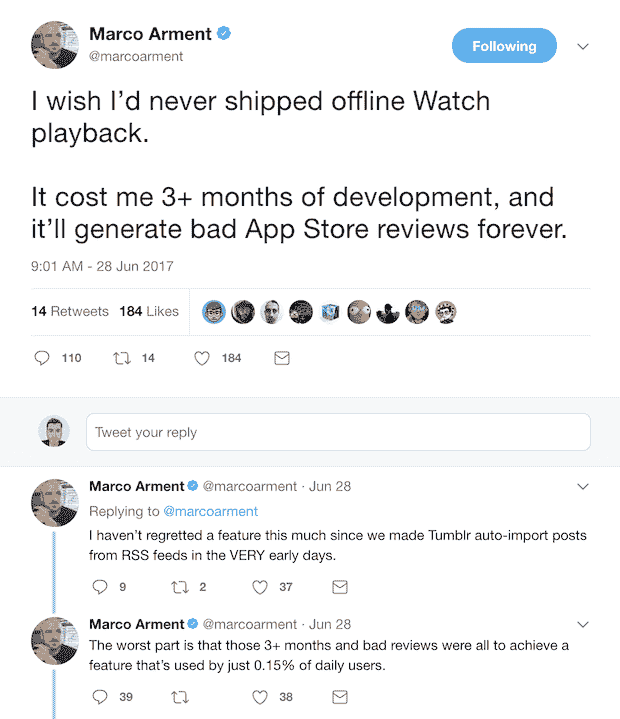 Marco Arment
@marcoarment
Following
I wish I’d never shipped offline Watch
playback.
It cost me 3+ months of development, and
it’ll generate bad App Store reviews forever.
9:01 AM - 28 Jun 2017
14 Retweets 184 Likes
110 14 184
Tweet your reply
Marco Arment @marcoarment · Jun 28
Replying to @marcoarment
I haven’t regretted a feature this much since we made Tumblr auto-import posts
from RSS feeds in the VERY early days.
9 2 37
Marco Arment @marcoarment · Jun 28
The worst part is that those 3+ months and bad reviews were all to achieve a
feature that’s used by just 0.15% of daily users.
39 38